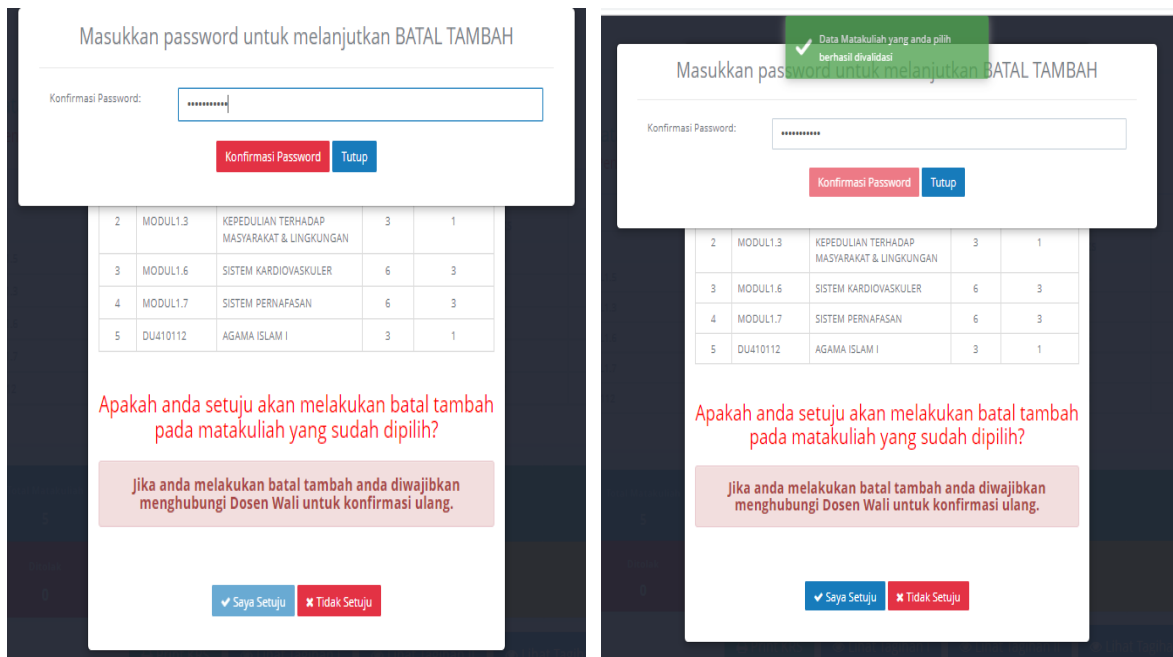 Masukkan password untuk melanjutkan BATAL TAMBAH
Konfirmasi Password:
Konfirmasi Password Tutup
2 MODUL1.3 KEPEDULIAN TERHADAP 3 1
MASYARAKAT & LINGKUNGAN
3 MODUL1.6 SISTEM KARDIOVASKULER 6 3
4 MODUL1.7 SISTEM PERNAFASAN 6 3
5 DU410112 AGAMA ISLAM I 3 1
Apakah anda setuju akan melakukan batal tambah
pada matakuliah yang sudah dipilih?
Jika anda melakukan batal tambah anda diwajibkan
menghubungi Dosen Wali untuk konfirmasi ulang.
Saya Setuju Tidak Setuju
Data Matakuliah yang anda pilih
berhasil divalidasi
Masukkan password untuk melanjutkan BATAL TAMBAH
Konfirmasi Password:
Konfirmasi Password Tutup
2 MODUL1.3 KEPEDULIAN TERHADAP 3 1
MASYARAKAT & LINGKUNGAN
3 MODUL1.6 SISTEM KARDIOVASKULER 6 3
4 MODUL1.7 SISTEM PERNAFASAN 6 3
5 DU410112 AGAMA ISLAM I 3 1
Apakah anda setuju akan melakukan batal tambah
pada matakuliah yang sudah dipilih?
Jika anda melakukan batal tambah anda diwajibkan
menghubungi Dosen Wali untuk konfirmasi ulang.
Saya Setuju Tidak Setuju